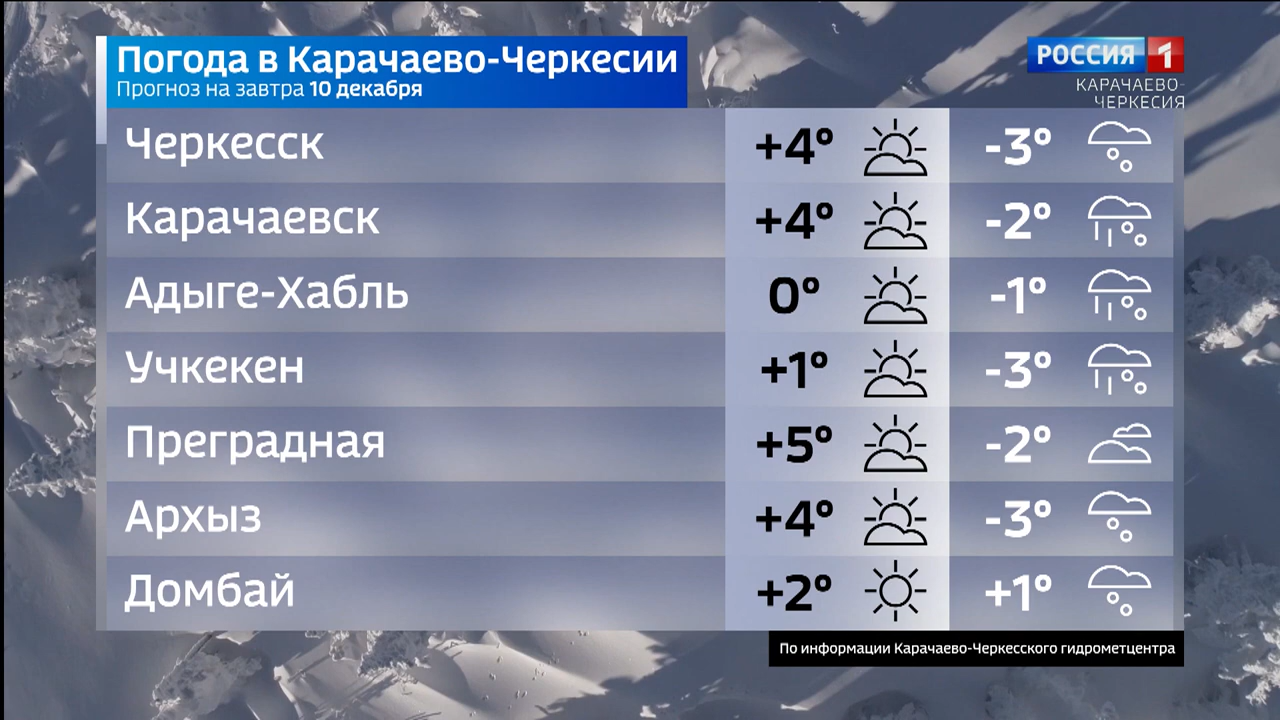 Погода в Карачаево-Черкесии
Прогноз на завтра 10 декабря
РОССИЯ 1
КАРАЧАЕВО-
ЧЕРКЕСИЯ
Черкесск +4° -3°
Карачаевск +4° -2°
Адыге-Хабль 0° -1°
Учкекен +1° -3°
Преградная +5° -2°
Архыз +4° -3°
Домбай +2° +1°
По информации Карачаево-Черкесского гидрометцентра